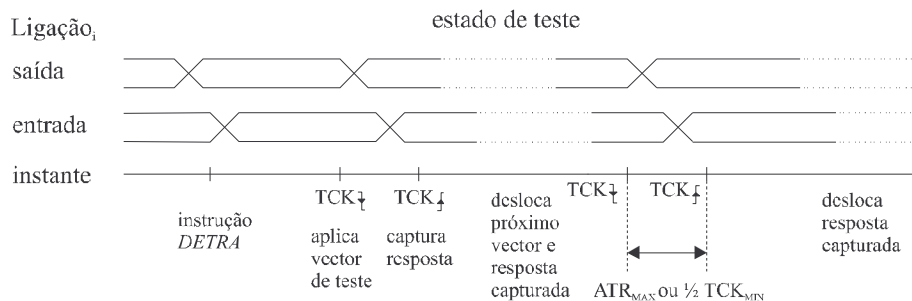 estado de teste
Ligaçãoᵢ
saída
entrada
instante
TCK TCK TCK TCK
instrução
DETRA
aplica
vector
de teste
captura
resposta
desloca
próximo
vector e
resposta
capturada
desloca
resposta
capturada
ATR_MAX ou ½ TCK_MIN